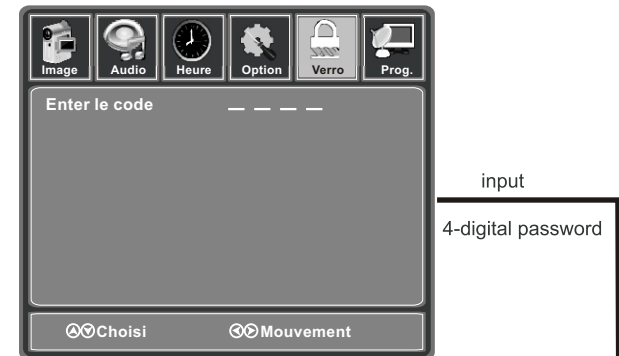 Image Audio Heure Option Verro Prog.
Enter le code _ _ _ _
input
4-digital password
Choisi Mouvement